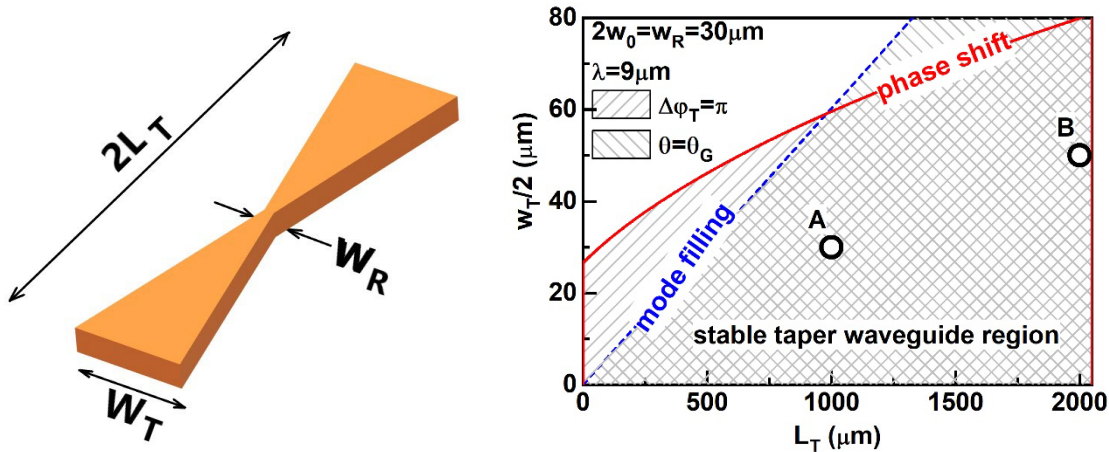 2L_T
W_R
W_T
2w₀=w_R=30μm
λ=9μm
Δφ_T=π
θ=θ_G
phase shift
mode filling
A
B
stable taper waveguide region
w_T/2 (μm)
80
60
40
20
0
0
500
1000
1500
2000
L_T (μm)